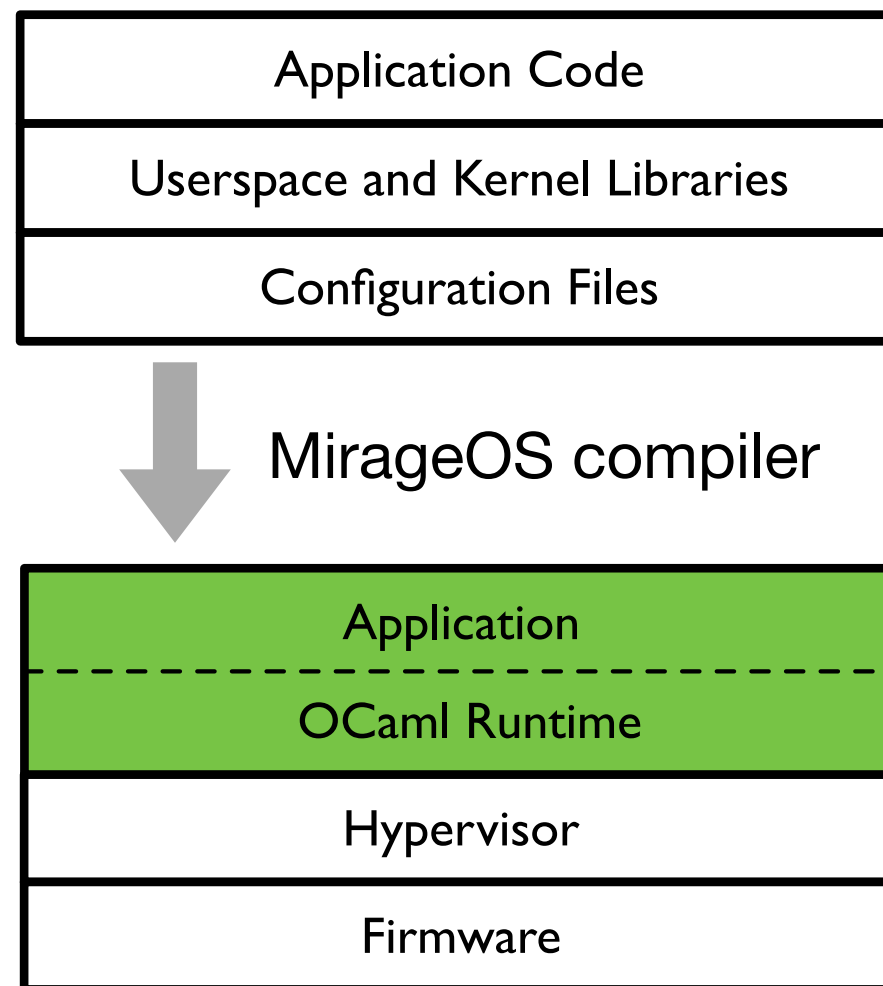 Application Code
Userspace and Kernel Libraries
Configuration Files
MirageOS compiler
Application
OCaml Runtime
Hypervisor
Firmware